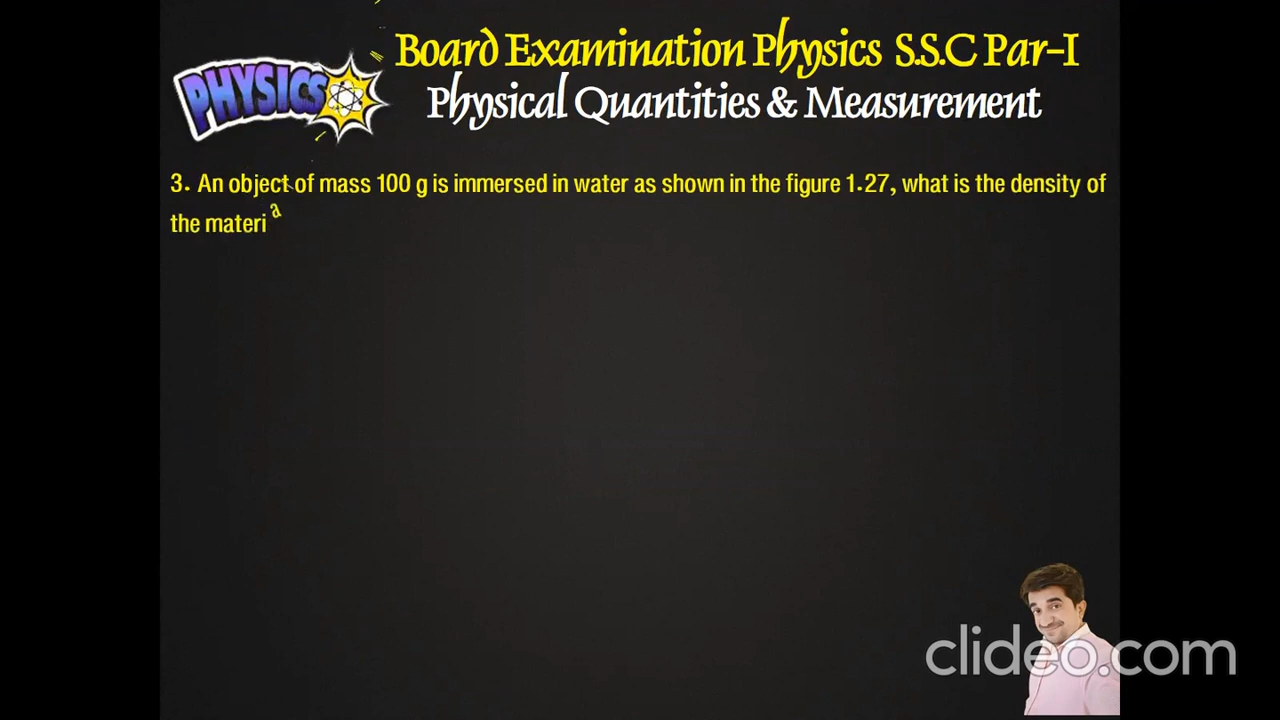 PHYSICS
Board Examination Physics S.S.C Par-I
Physical Quantities & Measurement
3. An object of mass 100 g is immersed in water as shown in the figure 1.27, what is the density of
the materi a
clideo.com